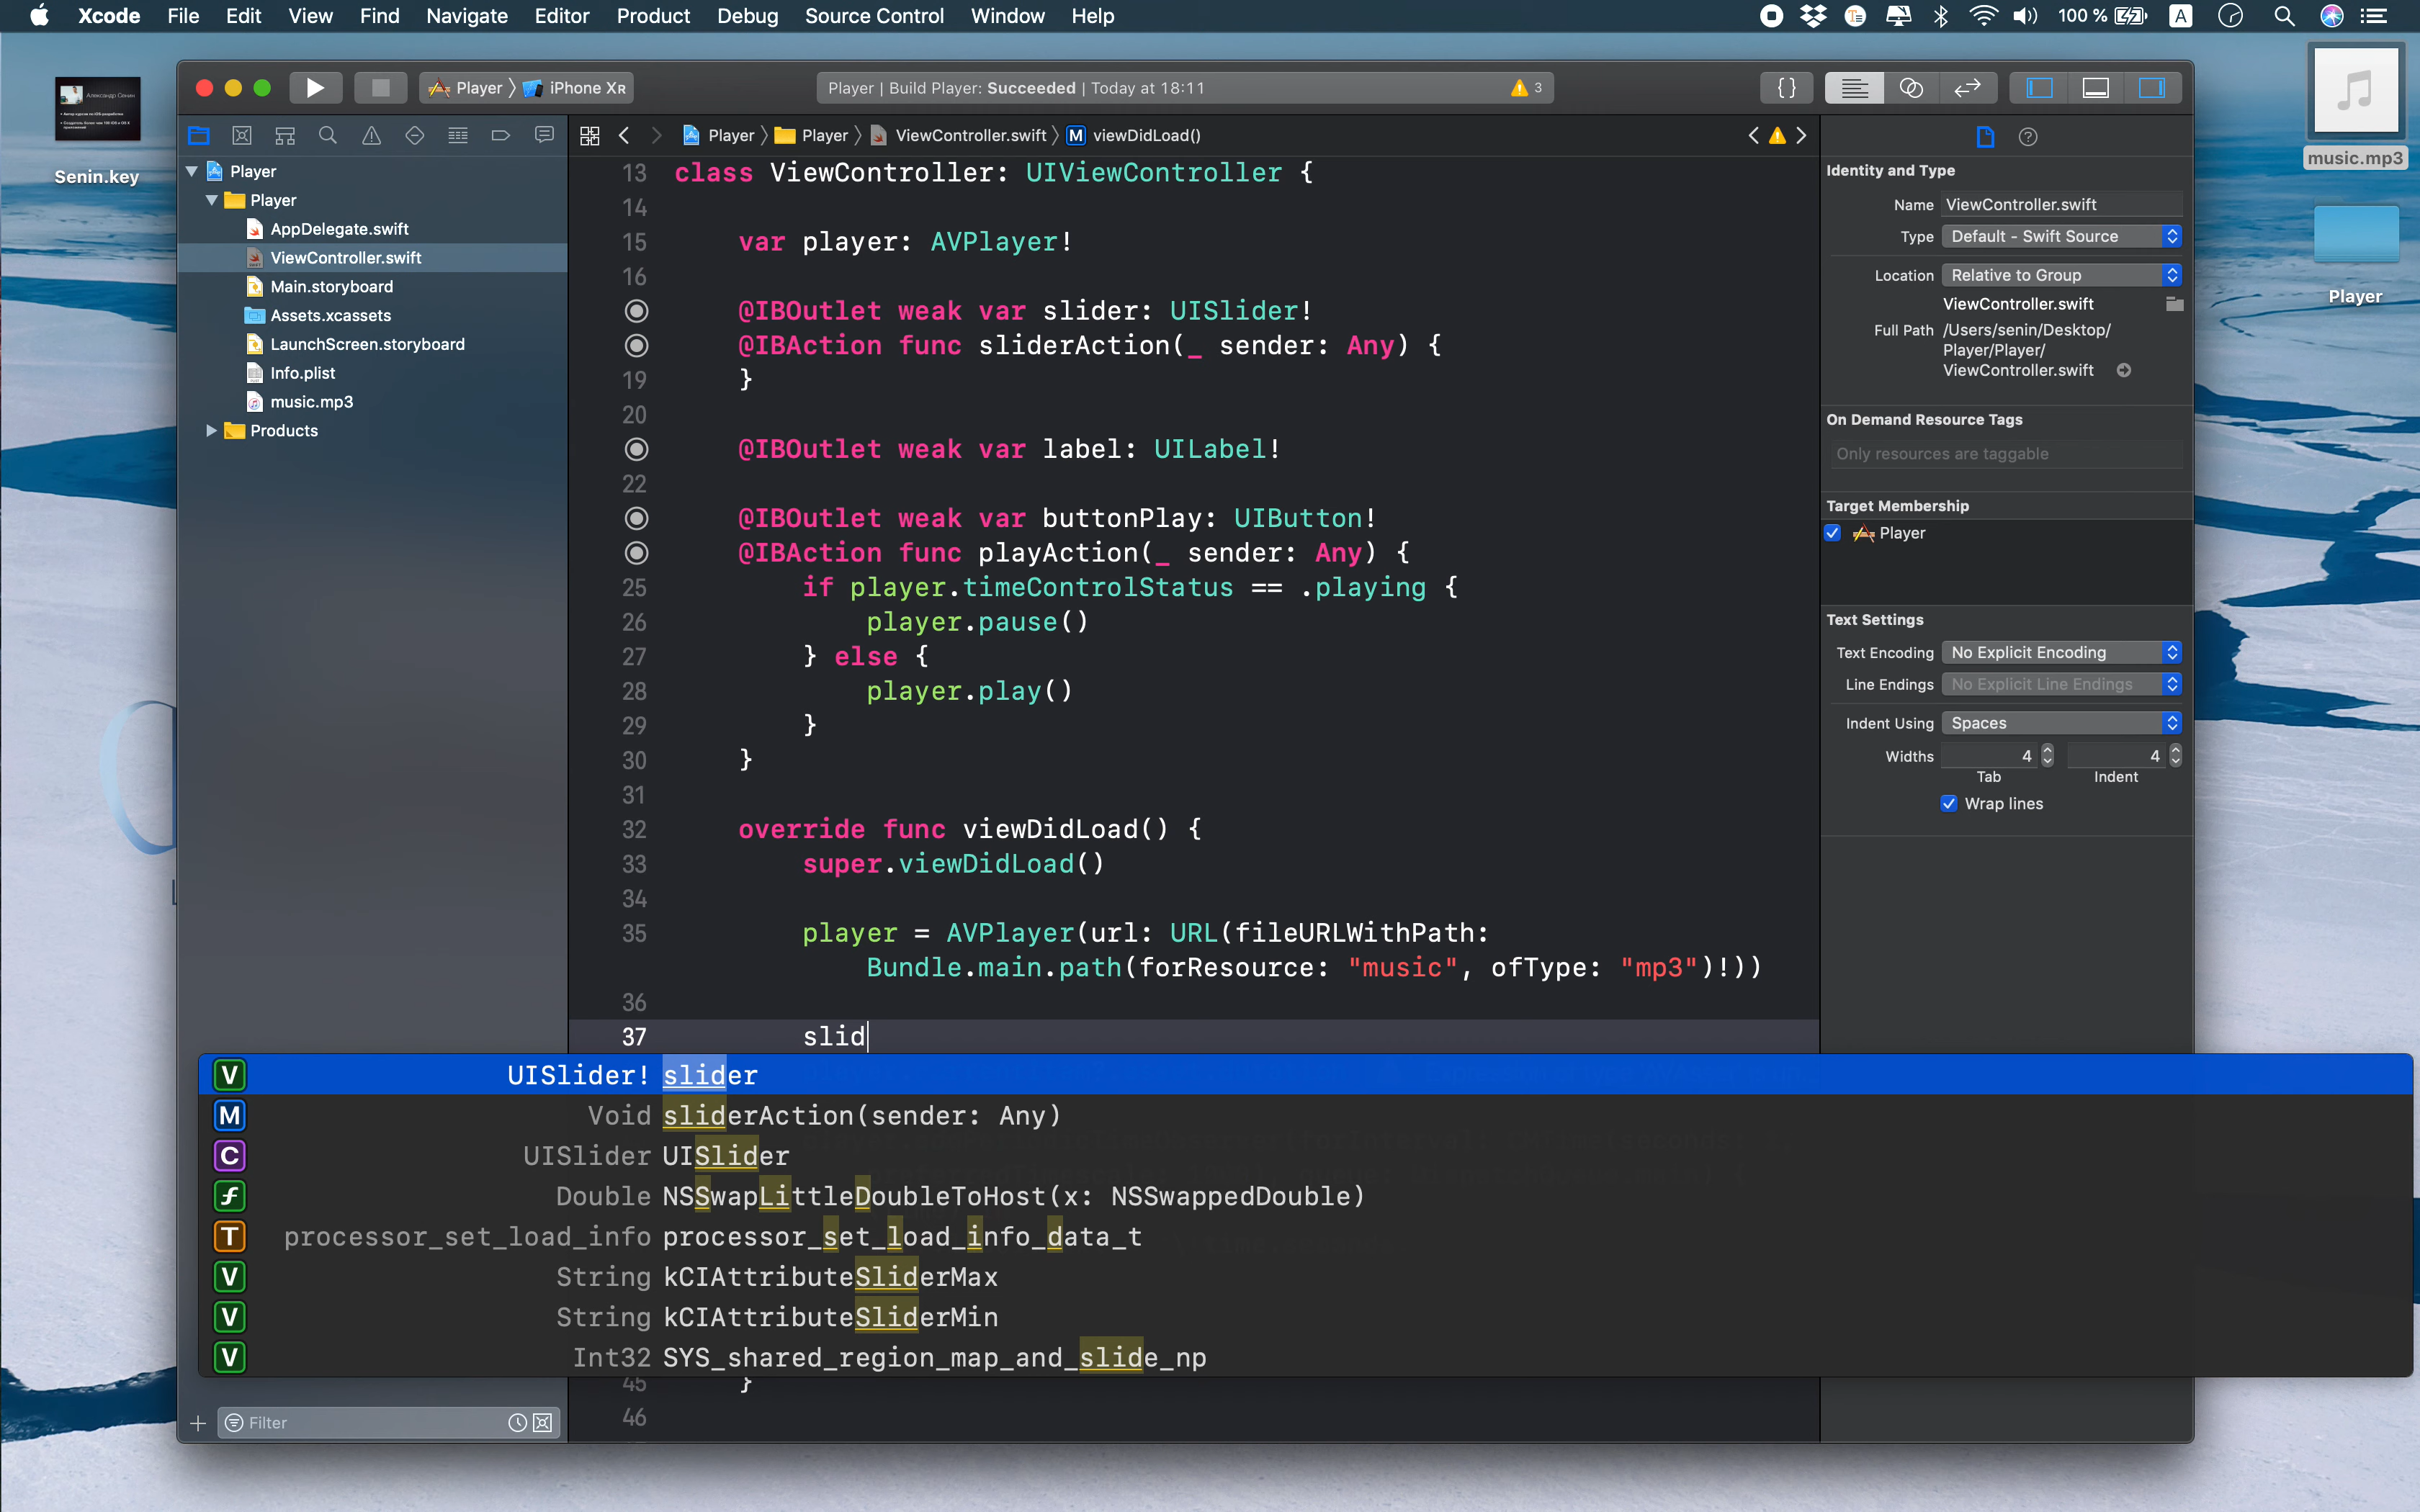 Xcode File Edit View Find Navigate Editor Product Debug Source Control Window Help 100 % A
Senin.key
music.mp3
Player
Player iPhone XR
Player | Build Player: Succeeded | Today at 18:11
3
Player
Player
AppDelegate.swift
ViewController.swift
Main.storyboard
Assets.xcassets
LaunchScreen.storyboard
Info.plist
music.mp3
Products
Filter
Player Player ViewController.swift M viewDidLoad()
13 class ViewController: UIViewController {
14
15 var player: AVPlayer!
16
@IBOutlet weak var slider: UISlider!
@IBAction func sliderAction(_ sender: Any) {
19 }
20
@IBOutlet weak var label: UILabel!
22
@IBOutlet weak var buttonPlay: UIButton!
@IBAction func playAction(_ sender: Any) {
25 if player.timeControlStatus == .playing {
26 player.pause()
27 } else {
28 player.play()
29 }
30 }
31
32 override func viewDidLoad() {
33 super.viewDidLoad()
34
35 player = AVPlayer(url: URL(fileURLWithPath:
Bundle.main.path(forResource: "music", ofType: "mp3")!))
36
37 slid
V UISlider! slider
M Void sliderAction(sender: Any)
C UISlider UISlider
f Double NSSwapLittleDoubleToHost(x: NSSwappedDouble)
T processor_set_load_info processor_set_load_info_data_t
V String kCIAttributeSliderMax
V String kCIAttributeSliderMin
V Int32 SYS_shared_region_map_and_slide_np
45 }
46
Identity and Type
Name ViewController.swift
Type Default - Swift Source
Location Relative to Group
ViewController.swift
Full Path /Users/senin/Desktop/
Player/Player/
ViewController.swift
On Demand Resource Tags
Only resources are taggable
Target Membership
Player
Text Settings
Text Encoding No Explicit Encoding
Line Endings No Explicit Line Endings
Indent Using Spaces
Widths 4 4
Tab Indent
Wrap lines